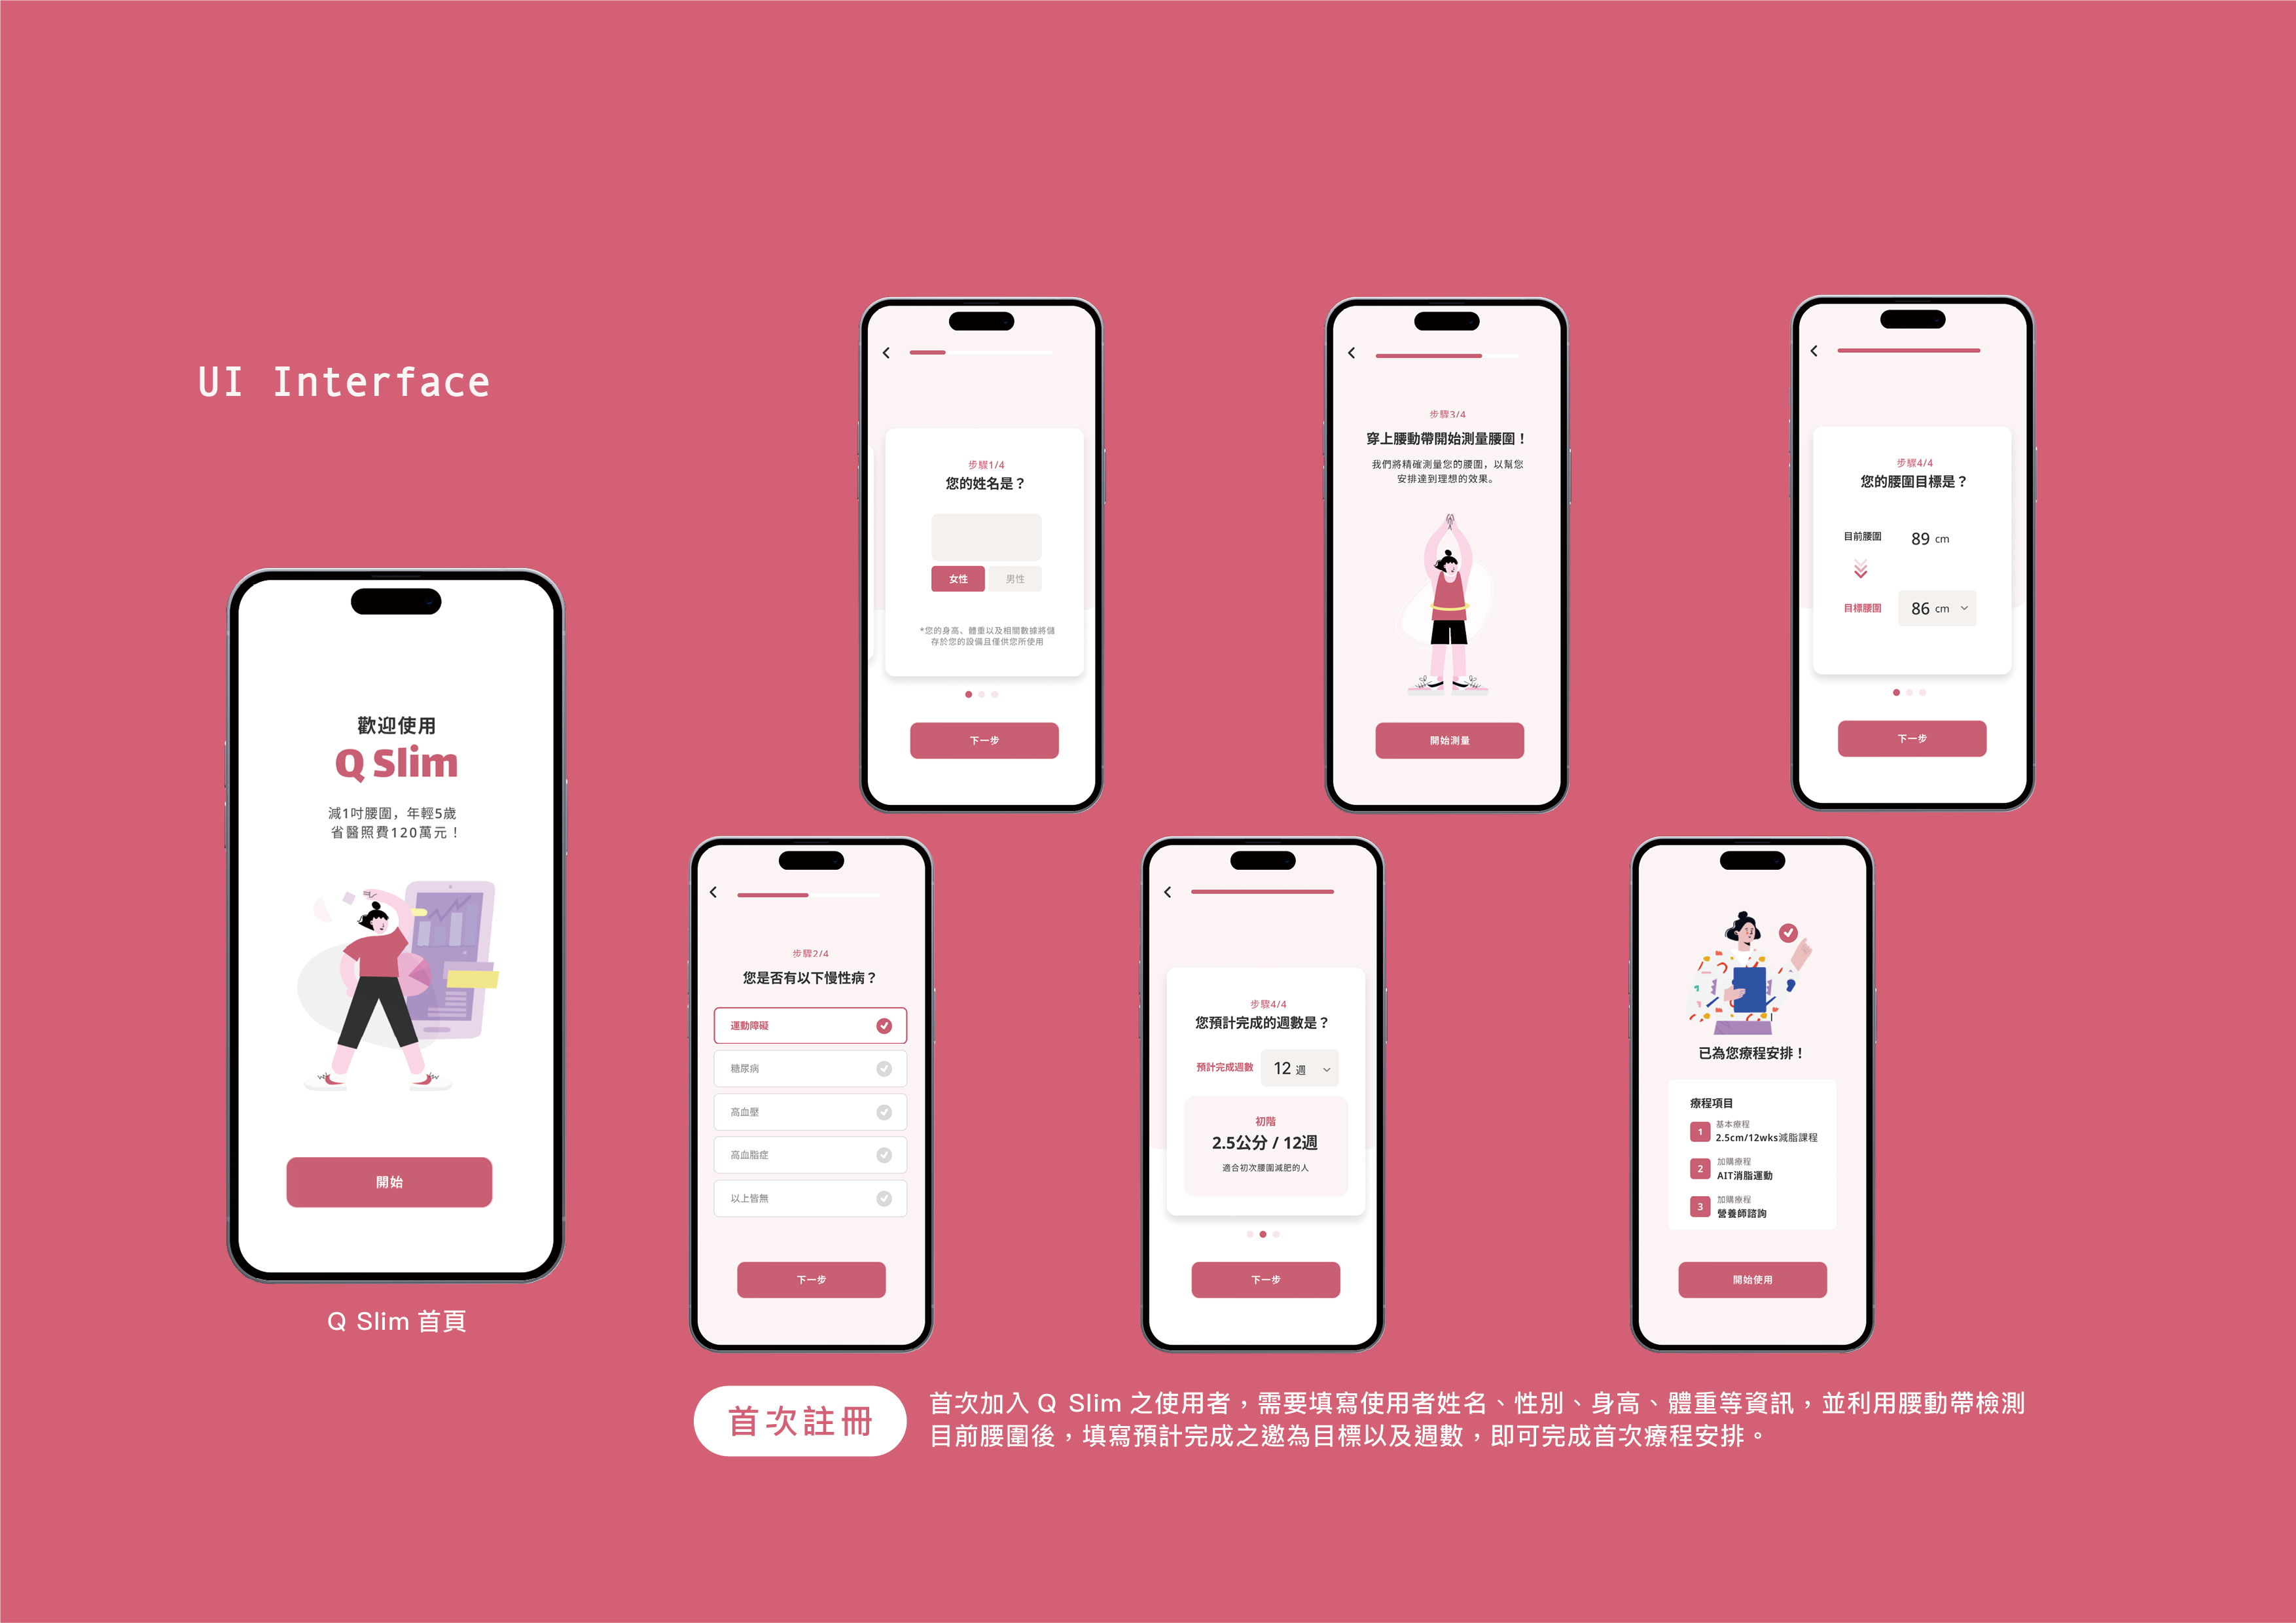 UI Interface
歡迎使用
Q Slim
減1吋腰圍，年輕5歲
省醫照費120萬元！
開始
Q Slim 首頁
步驟1/4
您的姓名是？
女性
男性
*您的身高、體重以及相關數據將儲
存於您的設備且僅供您所使用
下一步
步驟2/4
您是否有以下慢性病？
運動障礙
糖尿病
高血壓
高血脂症
以上皆無
下一步
步驟3/4
穿上腰動帶開始測量腰圍！
我們將精確測量您的腰圍，以幫您
安排達到理想的效果。
開始測量
步驟4/4
您的腰圍目標是？
目前腰圍 89 cm
目標腰圍 86 cm
下一步
步驟4/4
您預計完成的週數是？
預計完成週數 12 週
初階
2.5公分 / 12週
適合初次腰圍減肥的人
下一步
已為您療程安排！
療程項目
1 基本療程
2.5cm/12wks減脂課程
2 加購療程
AIT消脂運動
3 加購療程
營養師諮詢
開始使用
首次註冊
首次加入 Q Slim 之使用者，需要填寫使用者姓名、性別、身高、體重等資訊，並利用腰動帶檢測
目前腰圍後，填寫預計完成之邀為目標以及週數，即可完成首次療程安排。